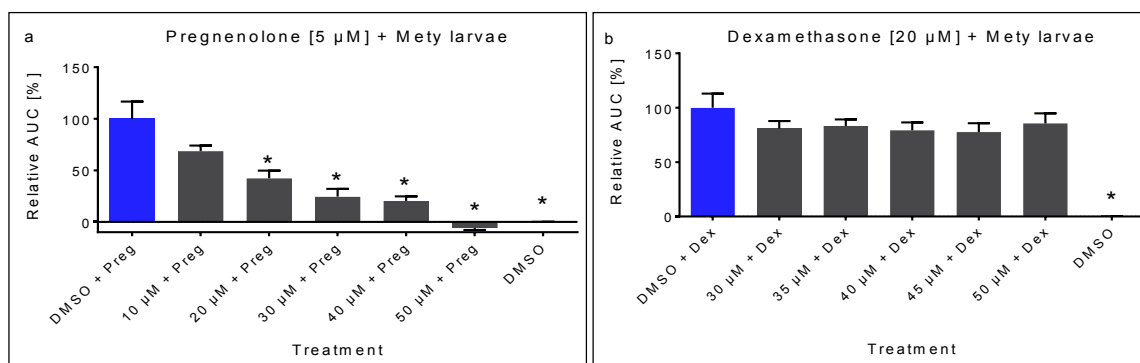 a
Pregnenolone [5 µM] + Mety larvae
Relative AUC [%]
150
100
50
0
*
*
*
*
*
DMSO + Preg
10 µM + Preg
20 µM + Preg
30 µM + Preg
40 µM + Preg
50 µM + Preg
DMSO
Treatment
b
Dexamethasone [20 µM] + Mety larvae
Relative AUC [%]
150
100
50
0
*
DMSO + Dex
30 µM + Dex
35 µM + Dex
40 µM + Dex
45 µM + Dex
50 µM + Dex
DMSO
Treatment